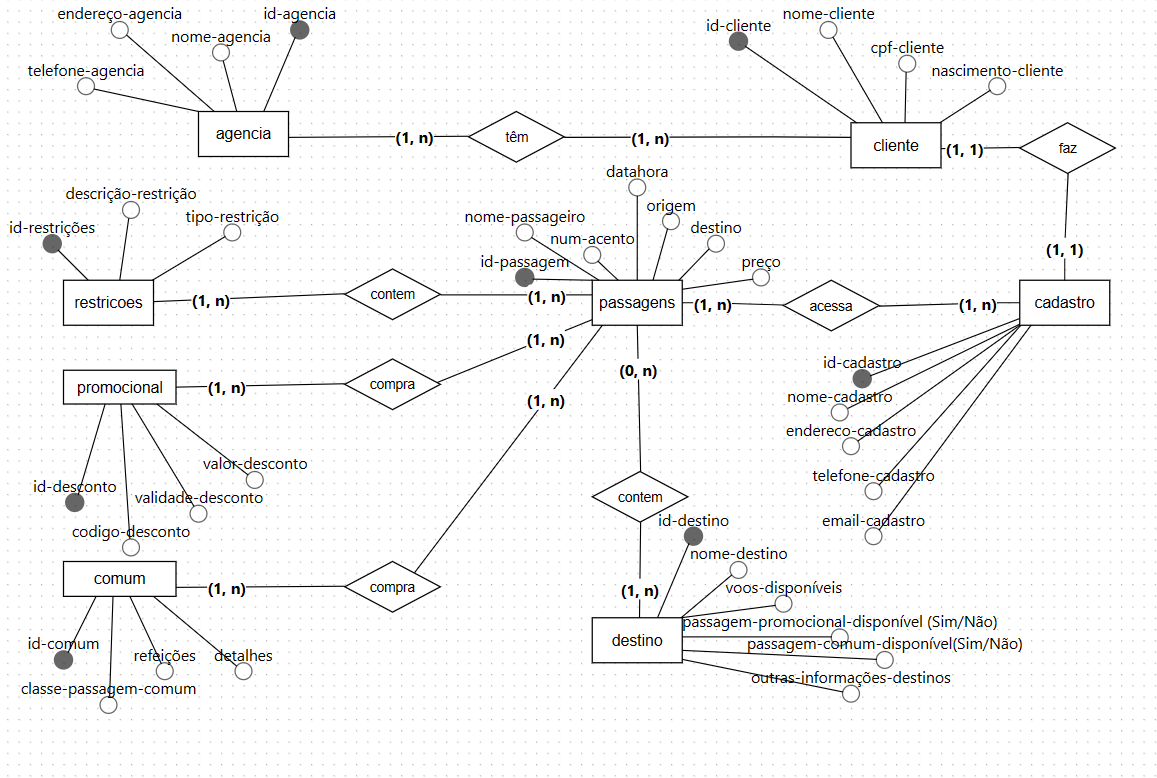 endereço-agencia
id-agencia
nome-agencia
telefone-agencia
agencia
(1, n)
têm
(1, n)
nome-cliente
id-cliente
cpf-cliente
nascimento-cliente
cliente
(1, 1)
faz
(1, 1)
descrição-restrição
tipo-restrição
id-restrições
restricoes
(1, n)
contem
(1, n)
datahora
origem
nome-passageiro
destino
num-acento
id-passagem
preço
passagens
(1, n)
acessa
(1, n)
cadastro
(1, n)
(0, n)
(1, n)
promocional
(1, n)
compra
id-cadastro
nome-cadastro
endereco-cadastro
telefone-cadastro
email-cadastro
valor-desconto
id-desconto
validade-desconto
codigo-desconto
contem
id-destino
nome-destino
comum
(1, n)
compra
(1, n)
voos-disponíveis
passagem-promocional-disponível (Sim/Não)
destino
passagem-comum-disponível(Sim/Não)
outras-informações-destinos
id-comum
refeições
detalhes
classe-passagem-comum